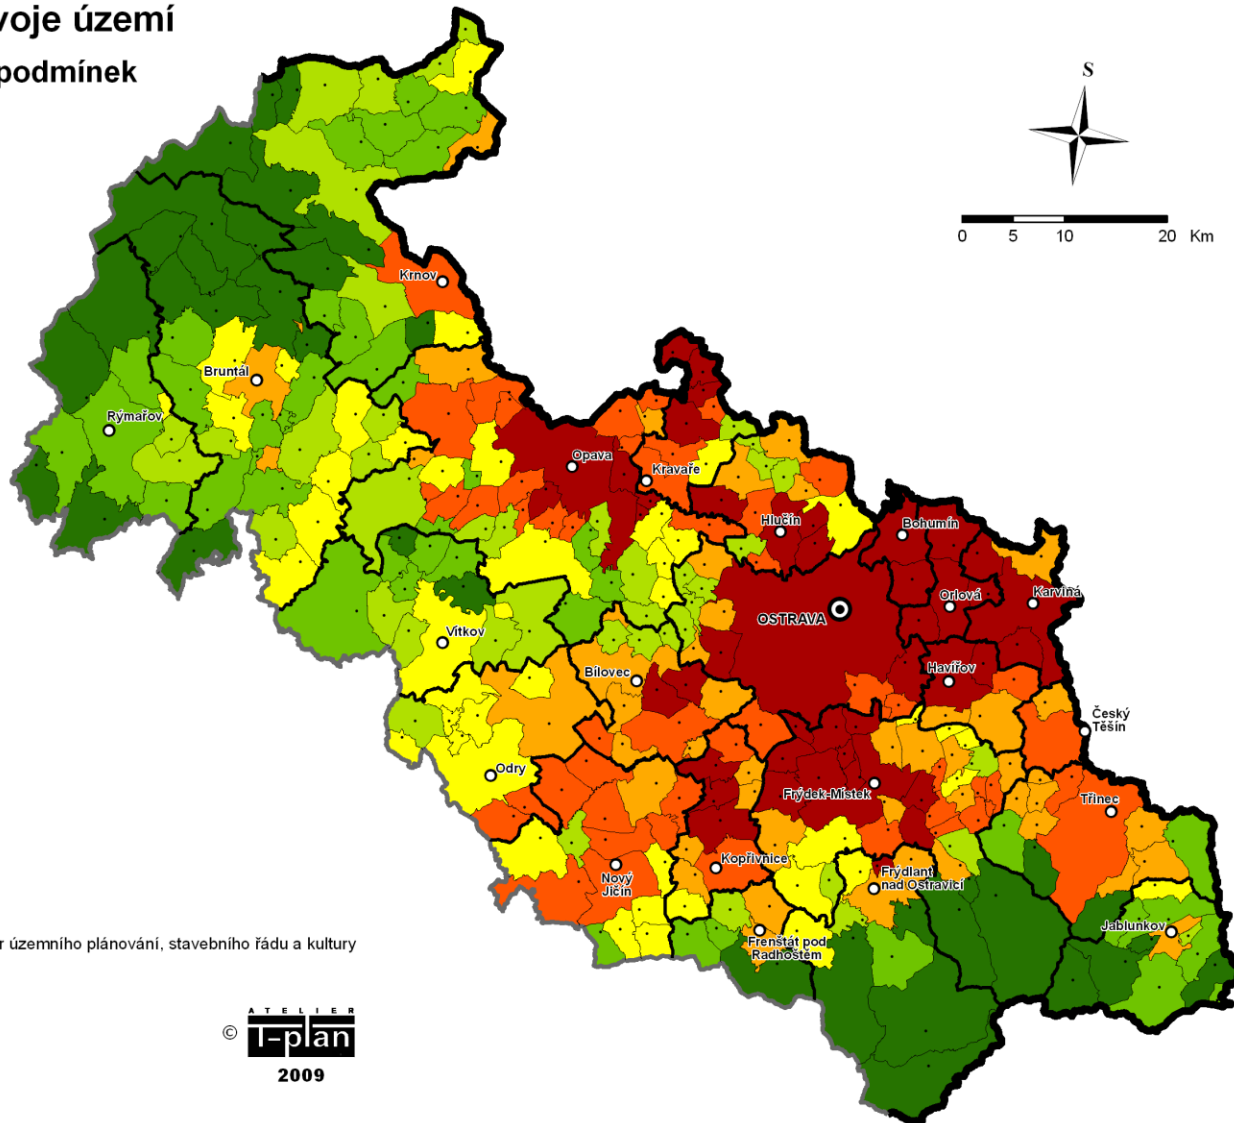 voje území
podmínek
S
0 5 10 20 Km
Krnov
Bruntál
Rýmařov
Opava
Kravaře
Hlučín
Bohumín
Orlová
Karviná
OSTRAVA
Vítkov
Bílovec
Havířov
Český
Těšín
Odry
Frýdek-Místek
Třinec
Kopřivnice
Nový
Jičín
Frýdlant
nad Ostravicí
Jablunkov
Frenštát pod
Radhoštěm
r územního plánování, stavebního řádu a kultury
© ATELIER
T-plan
2009